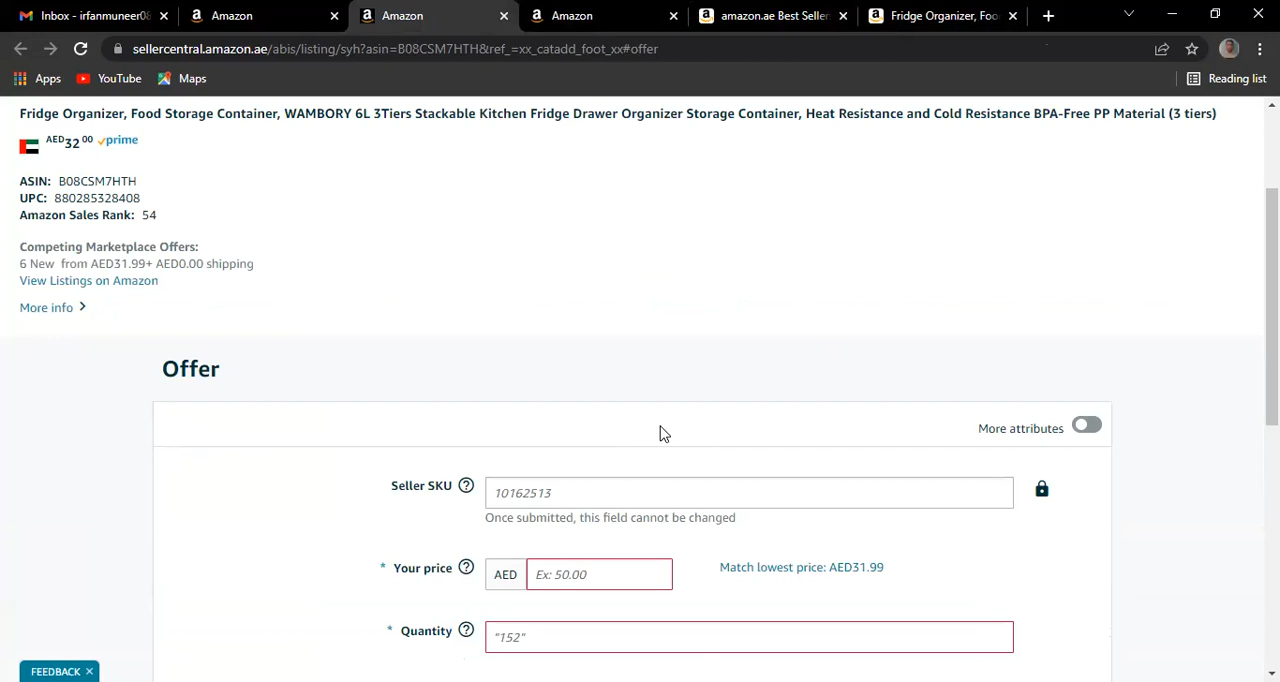 Inbox - irfanmuneer08
Amazon
Amazon
Amazon
amazon.ae Best Seller
Fridge Organizer, Foo
sellercentral.amazon.ae/abis/listing/syh?asin=B08CSM7HTH&ref_=xx_catadd_foot_xx#offer
Apps
YouTube
Maps
Reading list
Fridge Organizer, Food Storage Container, WAMBORY 6L 3Tiers Stackable Kitchen Fridge Drawer Organizer Storage Container, Heat Resistance and Cold Resistance BPA-Free PP Material (3 tiers)
AED32.00 prime
ASIN: B08CSM7HTH
UPC: 880285328408
Amazon Sales Rank: 54
Competing Marketplace Offers:
6 New from AED31.99+ AED0.00 shipping
View Listings on Amazon
More info
Offer
More attributes
Seller SKU
10162513
Once submitted, this field cannot be changed
* Your price
AED
Ex: 50.00
Match lowest price: AED31.99
* Quantity
"152"
FEEDBACK